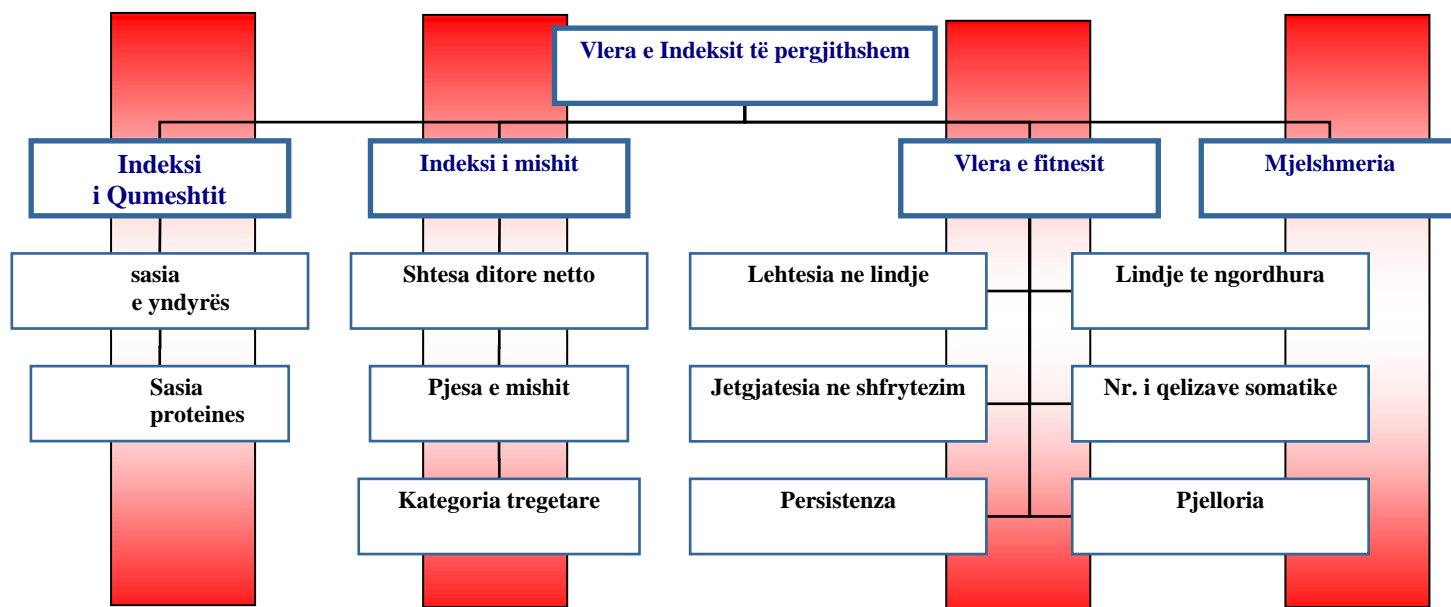 Vlera e Indeksit të pergjithshem
Indeksi
i Qumeshtit
Indeksi i mishit
Vlera e fitnesit
Mjelshmeria
sasia
e yndyrës
Shtesa ditore netto
Lehtesia ne lindje
Lindje te ngordhura
Sasia
proteines
Pjesa e mishit
Jetgjatesia ne shfrytezim
Nr. i qelizave somatike
Kategoria tregetare
Persistenza
Pjelloria